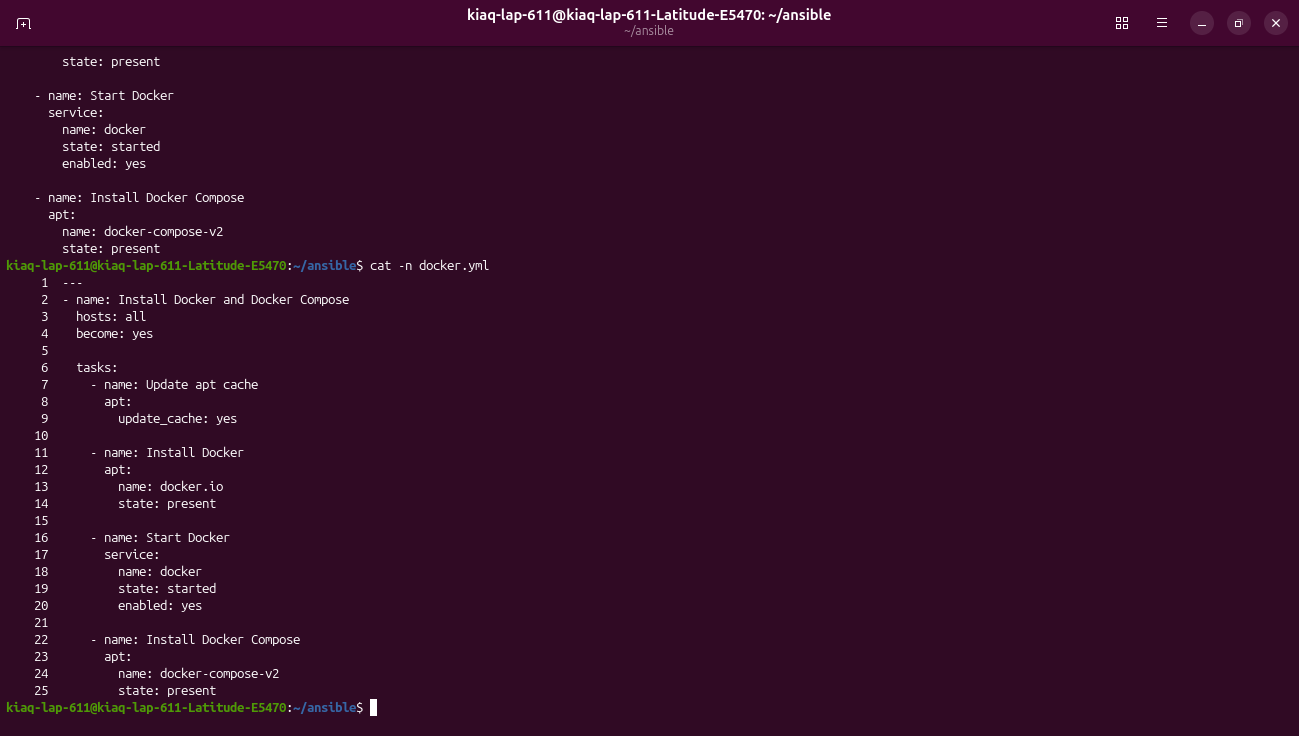 kiaq-lap-611@kiaq-lap-611-Latitude-E5470: ~/ansible
~/ansible
        state: present

    - name: Start Docker
      service:
        name: docker
        state: started
        enabled: yes

    - name: Install Docker Compose
      apt:
        name: docker-compose-v2
        state: present
kiaq-lap-611@kiaq-lap-611-Latitude-E5470:~/ansible$ cat -n docker.yml
     1  ---
     2  - name: Install Docker and Docker Compose
     3    hosts: all
     4    become: yes
     5
     6    tasks:
     7      - name: Update apt cache
     8        apt:
     9          update_cache: yes
    10
    11      - name: Install Docker
    12        apt:
    13          name: docker.io
    14          state: present
    15
    16      - name: Start Docker
    17        service:
    18          name: docker
    19          state: started
    20          enabled: yes
    21
    22      - name: Install Docker Compose
    23        apt:
    24          name: docker-compose-v2
    25          state: present
kiaq-lap-611@kiaq-lap-611-Latitude-E5470:~/ansible$